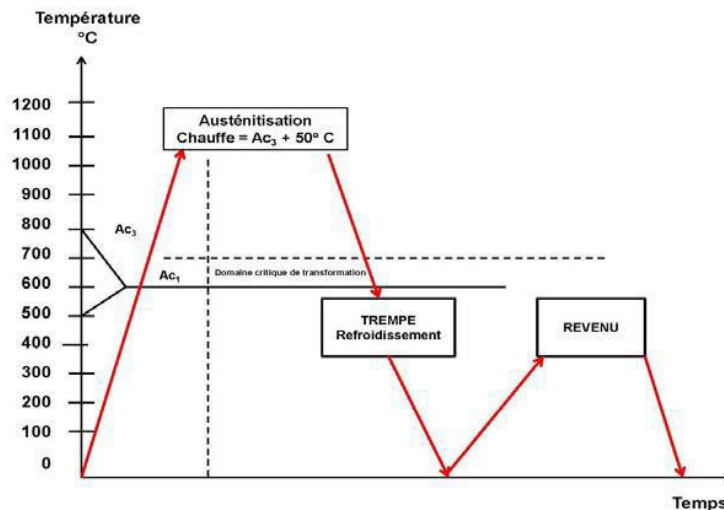 Température
°C
1200
1100
1000
900
800
700
600
500
400
300
200
100
0
Austénitisation
Chauffe = Ac3 + 50° C
Ac3
Ac1
Domaine critique de transformation
TREMPE
Refroidissement
REVENU
Temps